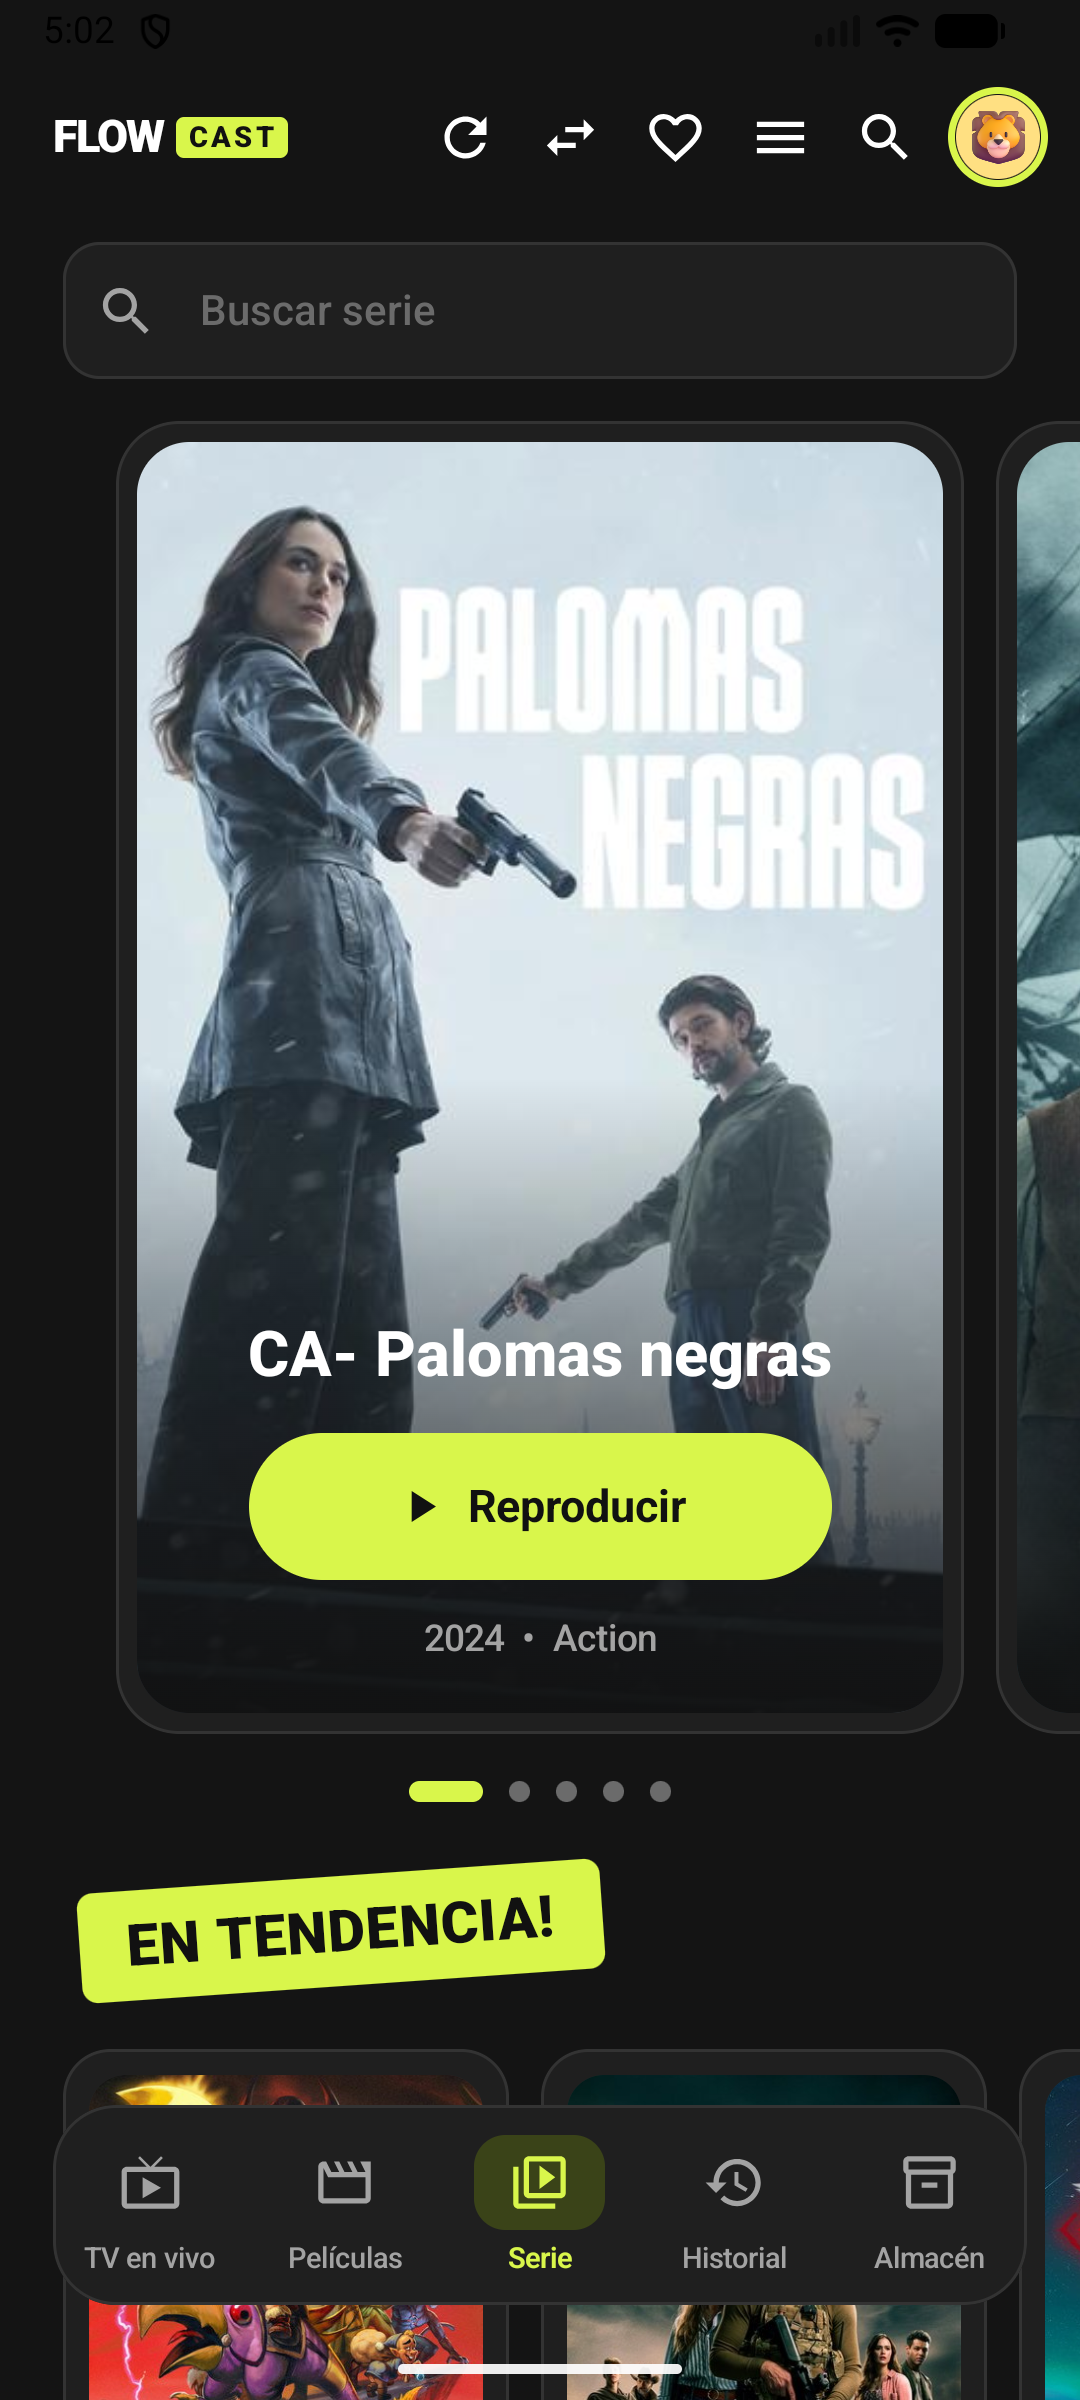 5:02
FLOW CAST
Buscar serie
PALOMAS
NEGRAS
CA- Palomas negras
Reproducir
2024 • Action
EN TENDENCIA!
TV en vivo
Películas
Serie
Historial
Almacén